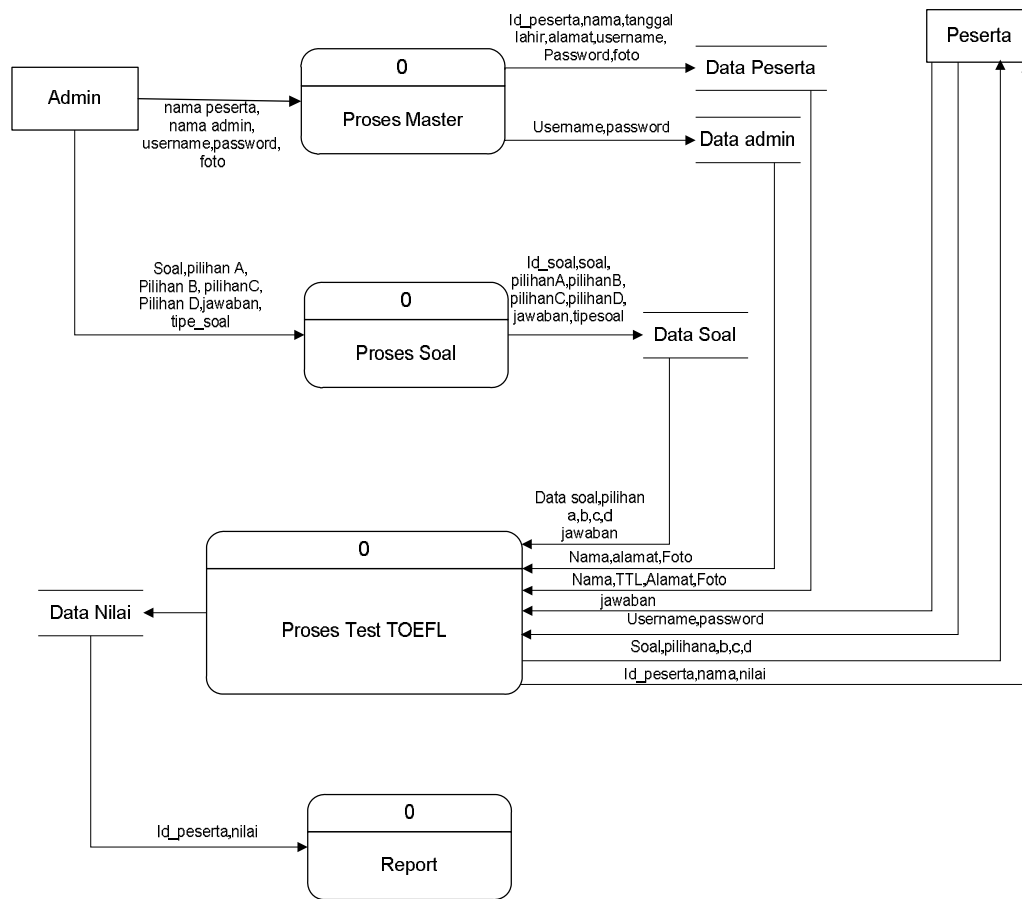 Id_peserta,nama,tanggal
lahir,alamat,username,
Password,foto
Peserta
0
Data Peserta
Admin
nama peserta,
nama admin,
username,password,
foto
Proses Master
Username,password
Data admin
Soal,pilihan A,
Pilihan B, pilihanC,
Pilihan D,jawaban,
tipe_soal
Id_soal,soal,
pilihanA,pilihanB,
pilihanC,pilihanD,
jawaban,tipesoal
0
Proses Soal
Data Soal
Data soal,pilihan
a,b,c,d
jawaban
0
Nama,alamat,Foto
Nama,TTL,Alamat,Foto
jawaban
Username,password
Data Nilai
Proses Test TOEFL
Soal,pilihana,b,c,d
Id_peserta,nama,nilai
0
Id_peserta,nilai
Report